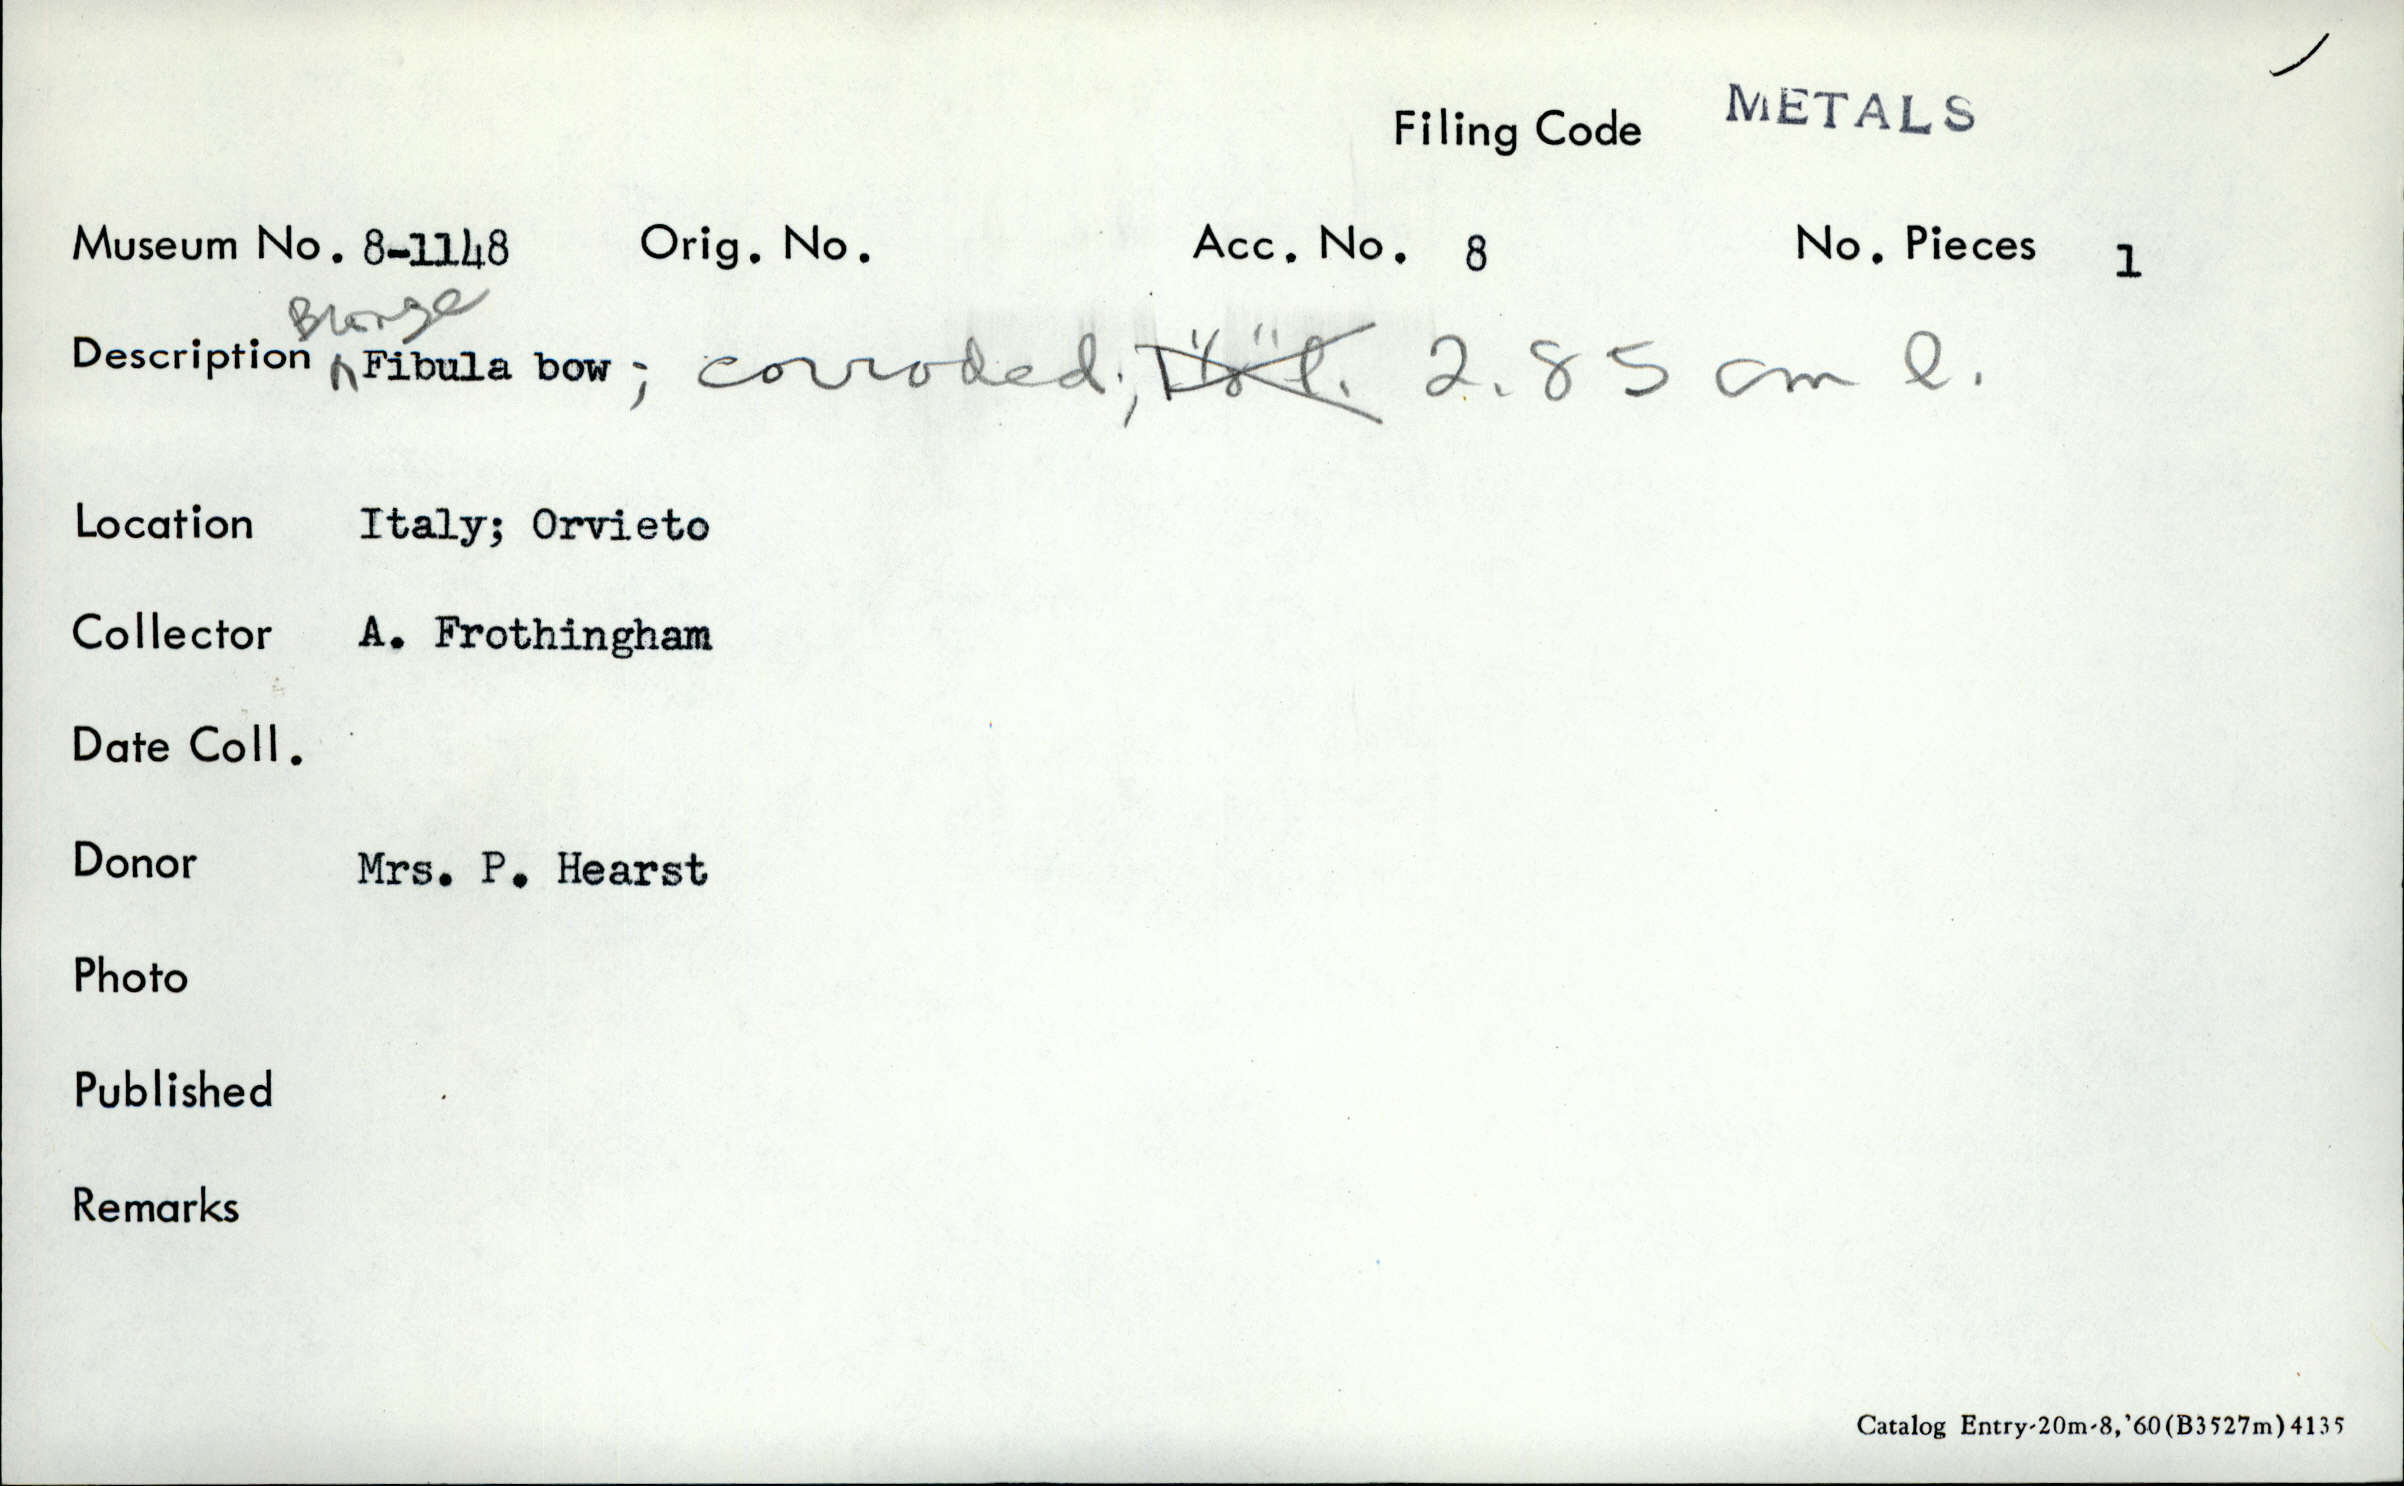 Filing Code METALS
Museum No. 8-1148 Orig. No. Acc. No. 8 No. Pieces 1
Bronze
Description ^ Fibula bow; corroded; 2.85 cm l.
Location Italy; Orvieto
Collector A. Frothingham
Date Coll.
Donor Mrs. P. Hearst
Photo
Published
Remarks
Catalog Entry-20m-8,'60(B3527m)4135